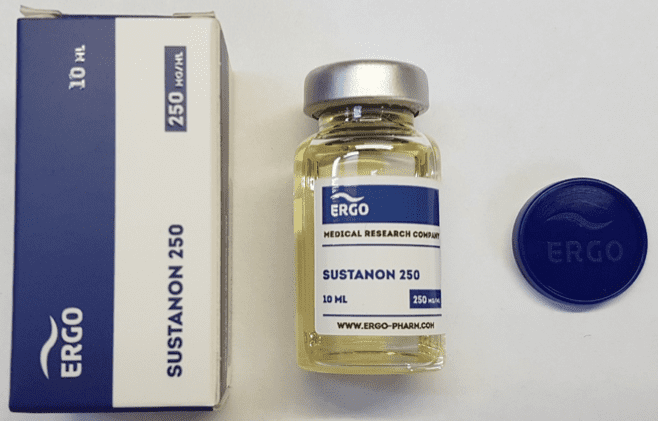 10 ML
250 MG/ML
SUSTANON 250
ERGO
ERGO
MEDICAL RESEARCH COMPANY
SUSTANON 250
10 ML
250 MG/ML
WWW.ERGO-PHARM.COM
ERGO